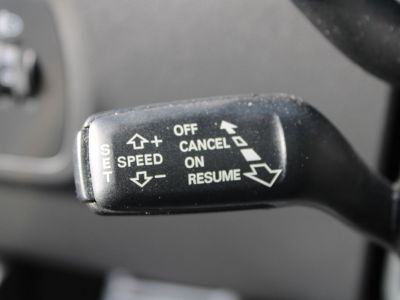 SET
+
SPEED
−
OFF
CANCEL
ON
RESUME